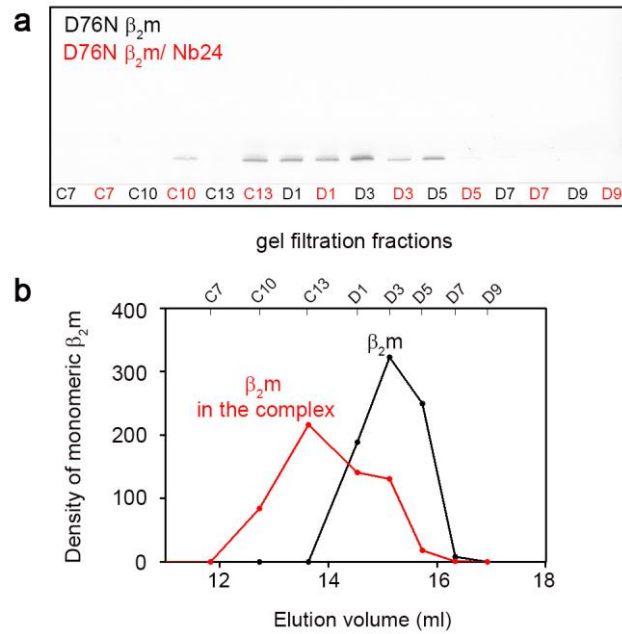 a
D76N β₂m
D76N β₂m/ Nb24
C7 C7 C10 C10 C13 C13 D1 D1 D3 D3 D5 D5 D7 D7 D9 D9
gel filtration fractions
b
C7 C10 C13 D1 D3 D5 D7 D9
400
300
200
100
0
Density of monomeric β₂m
β₂m
β₂m
in the complex
12 14 16 18
Elution volume (ml)